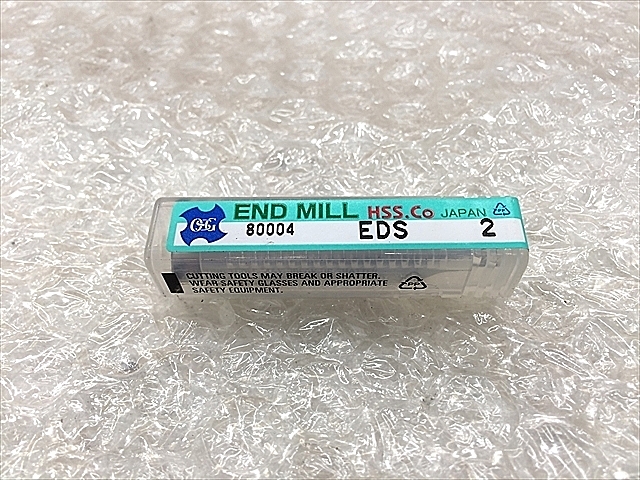 OSG END MILL HSS.Co JAPAN
80004 EDS 2
CUTTING TOOLS MAY BREAK OR SHATTER.
WEAR SAFETY GLASSES AND APPROPRIATE
SAFETY EQUIPMENT.
PP